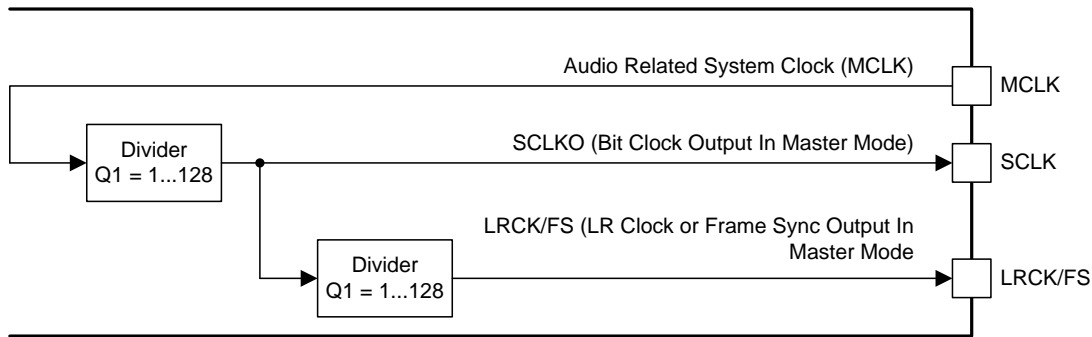 Audio Related System Clock (MCLK)
MCLK
Divider
Q1 = 1...128
SCLKO (Bit Clock Output In Master Mode)
SCLK
LRCK/FS (LR Clock or Frame Sync Output In
Master Mode
Divider
Q1 = 1...128
LRCK/FS